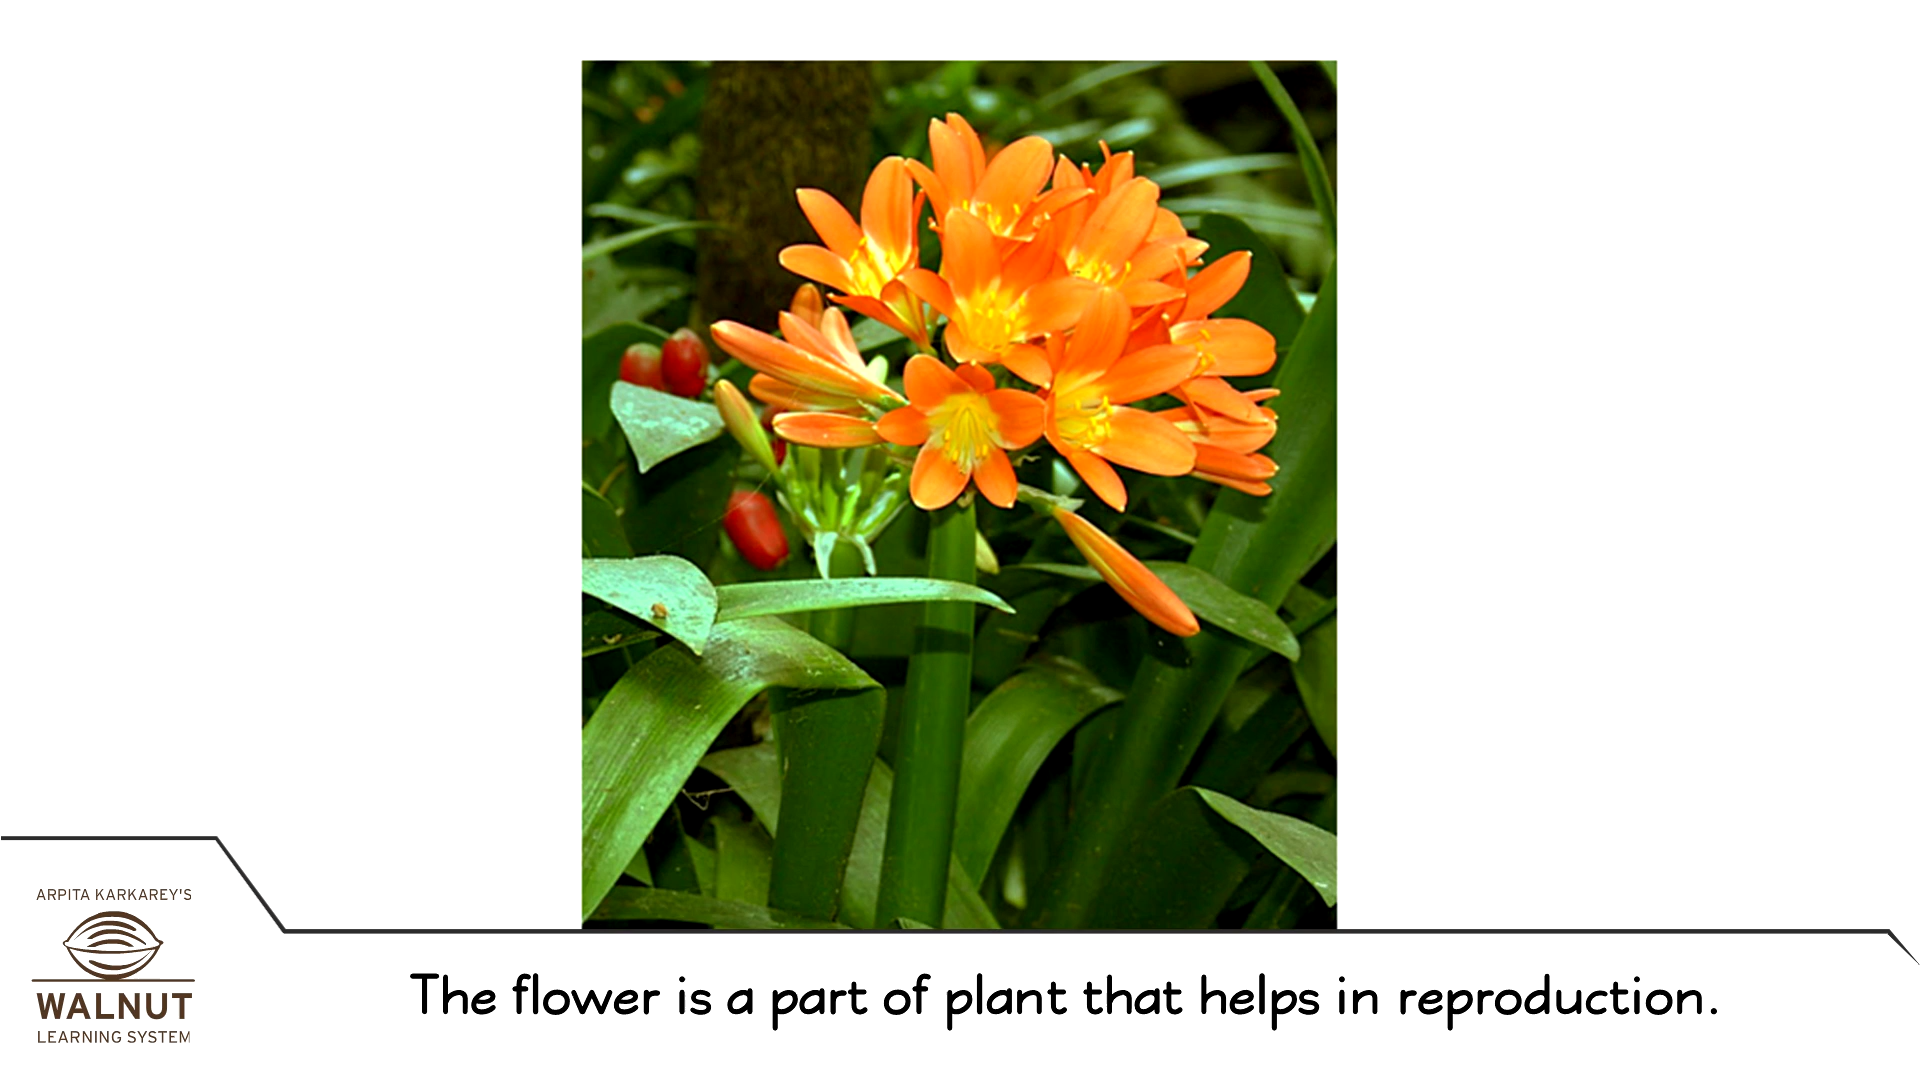 ARPITA KARKAREY'S
WALNUT
LEARNING SYSTEM
The flower is a part of plant that helps in reproduction.